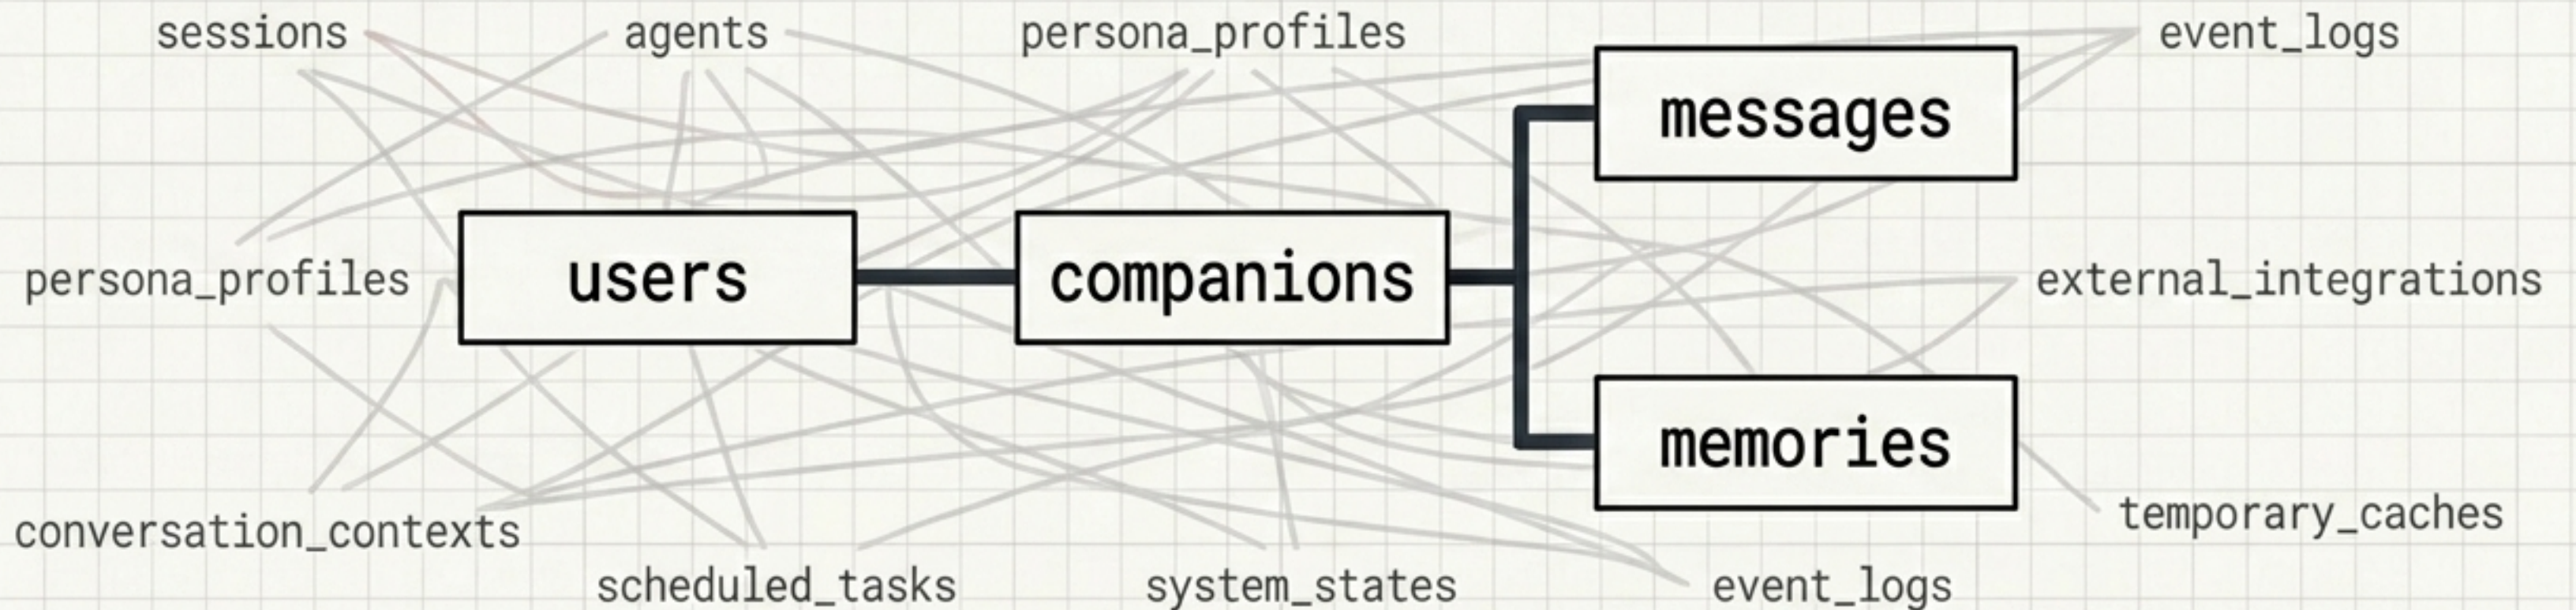 sessions
agents
persona_profiles
event_logs
messages
persona_profiles
users
companions
external_integrations
memories
conversation_contexts
temporary_caches
scheduled_tasks
system_states
event_logs